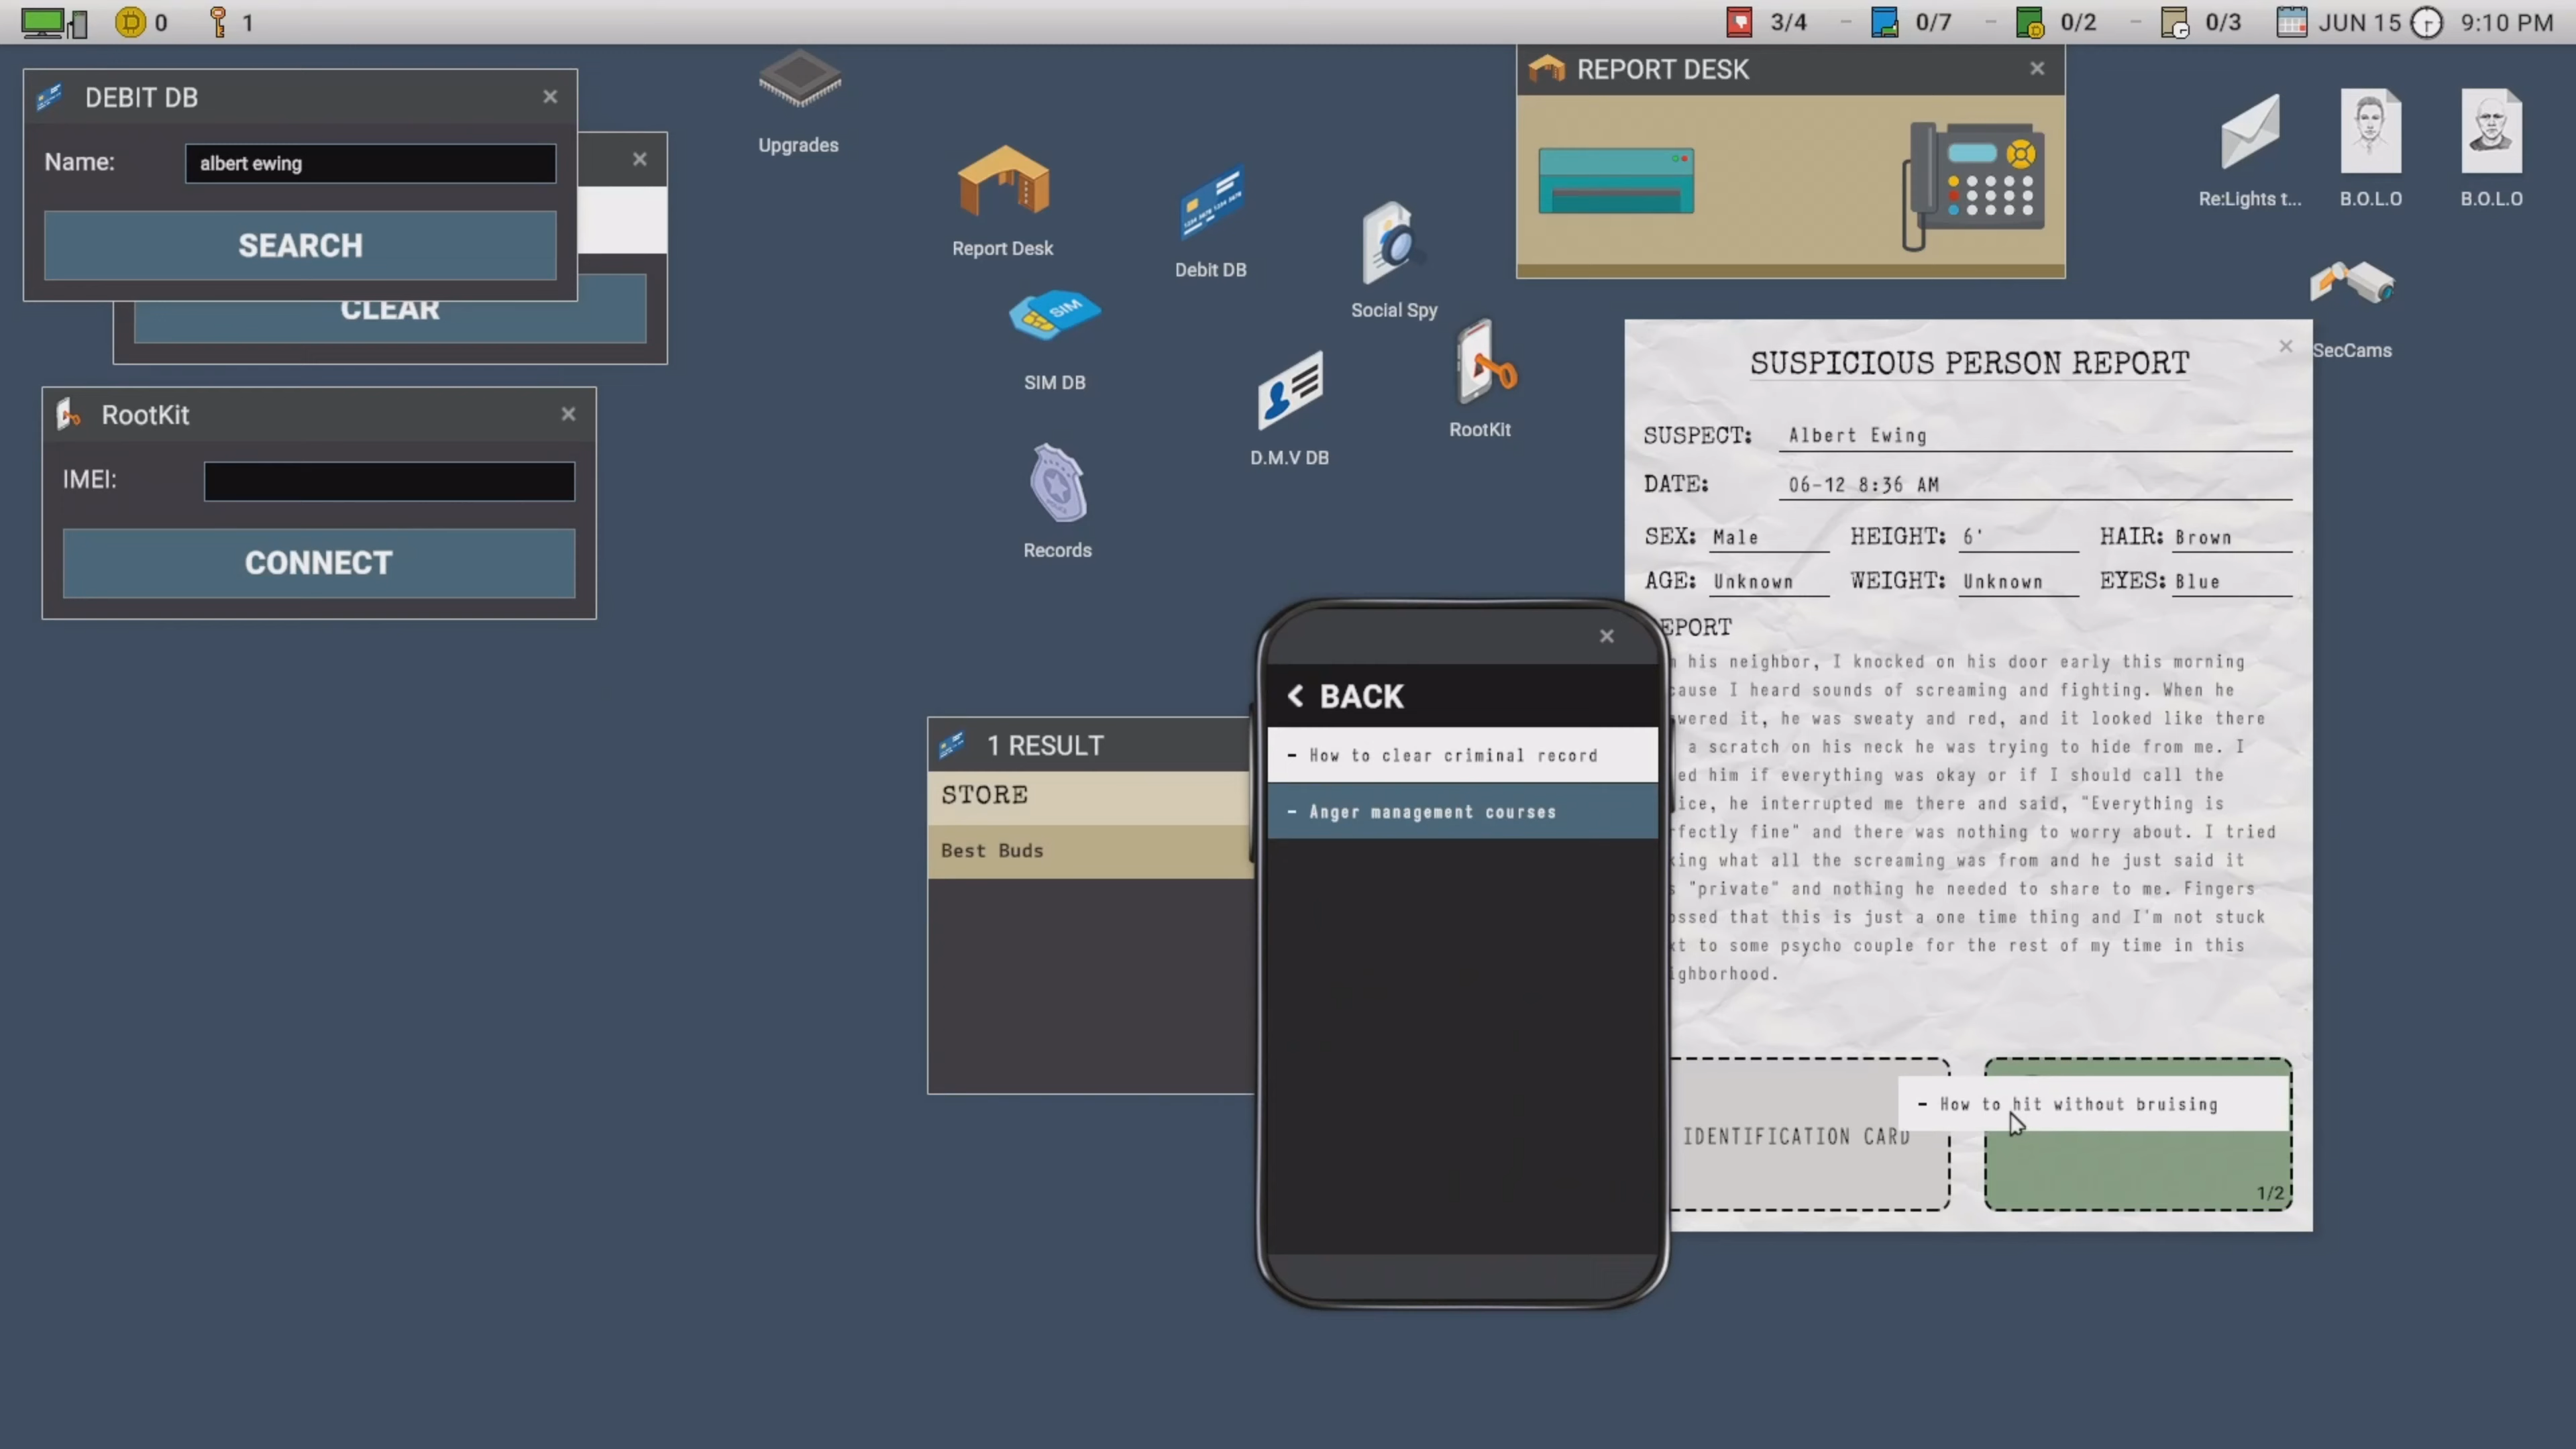 0
1
3/4
0/7
0/2
0/3
JUN 15
9:10 PM
DEBIT DB
Name:
albert ewing
SEARCH
CLEAR
RootKit
IMEI:
CONNECT
Upgrades
Report Desk
Debit DB
Social Spy
SIM
SIM DB
D.M.V DB
RootKit
Records
REPORT DESK
Re:Lights t...
B.O.L.O
B.O.L.O
SecCams
1 RESULT
STORE
Best Buds
BACK
- How to clear criminal record
- Anger management courses
SUSPICIOUS PERSON REPORT
SUSPECT: Albert Ewing
DATE: 06-12 8:36 AM
SEX: Male HEIGHT: 6' HAIR: Brown
AGE: Unknown WEIGHT: Unknown EYES: Blue
EPORT
his neighbor, I knocked on his door early this morning
cause I heard sounds of screaming and fighting. When he
wered it, he was sweaty and red, and it looked like there
a scratch on his neck he was trying to hide from me. I
ed him if everything was okay or if I should call the
ice, he interrupted me there and said, "Everything is
rfectly fine" and there was nothing to worry about. I tried
king what all the screaming was from and he just said it
s "private" and nothing he needed to share to me. Fingers
ossed that this is just a one time thing and I'm not stuck
xt to some psycho couple for the rest of my time in this
ighborhood.
- How to hit without bruising
IDENTIFICATION CARD
1/2